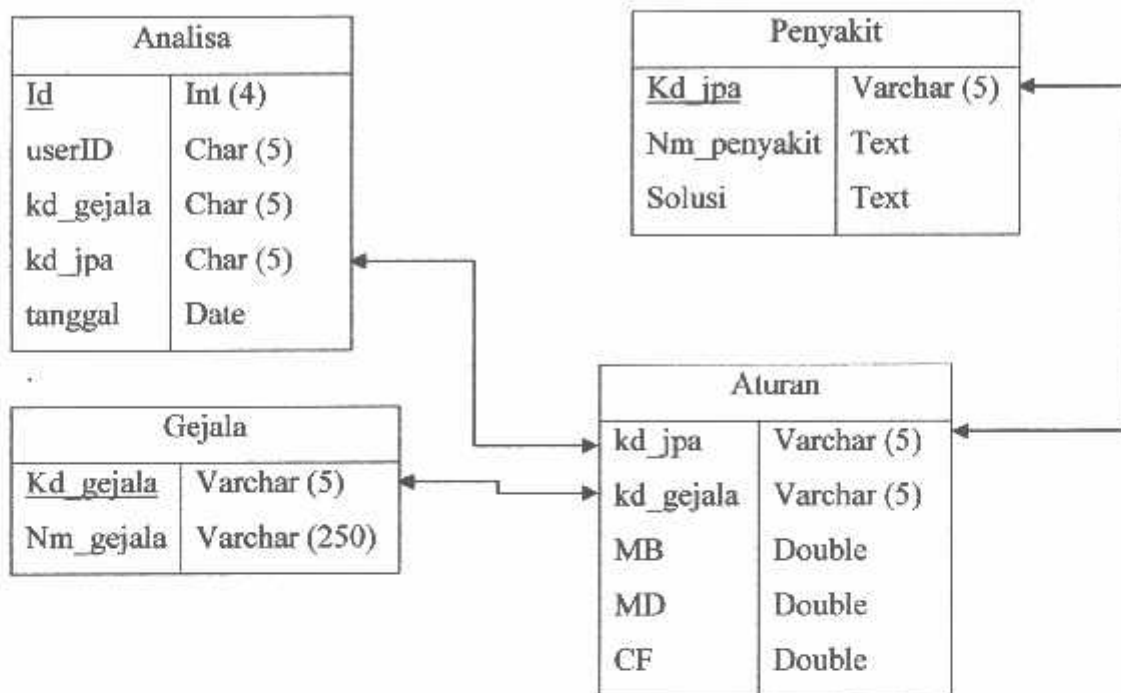 Analisa
Id Int (4)
userID Char (5)
kd_gejala Char (5)
kd_jpa Char (5)
tanggal Date
Penyakit
Kd_jpa Varchar (5)
Nm_penyakit Text
Solusi Text
Gejala
Kd_gejala Varchar (5)
Nm_gejala Varchar (250)
Aturan
kd_jpa Varchar (5)
kd_gejala Varchar (5)
MB Double
MD Double
CF Double